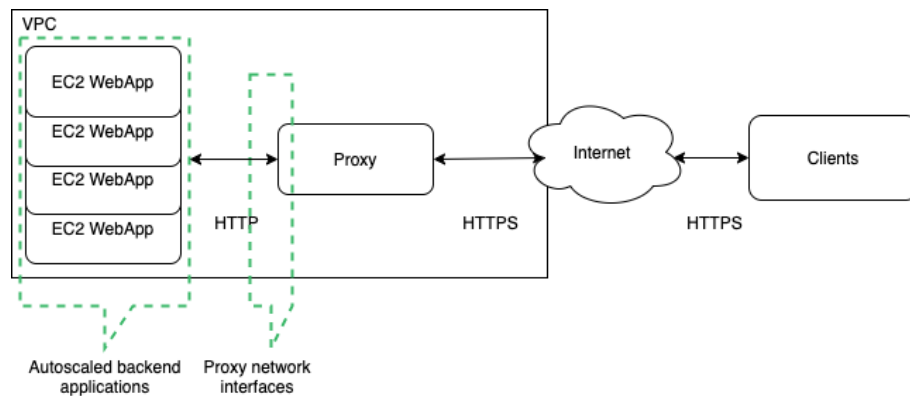 VPC
EC2 WebApp
EC2 WebApp
EC2 WebApp
EC2 WebApp
HTTP
Proxy
HTTPS
Internet
HTTPS
Clients
Autoscaled backend
applications
Proxy network
interfaces